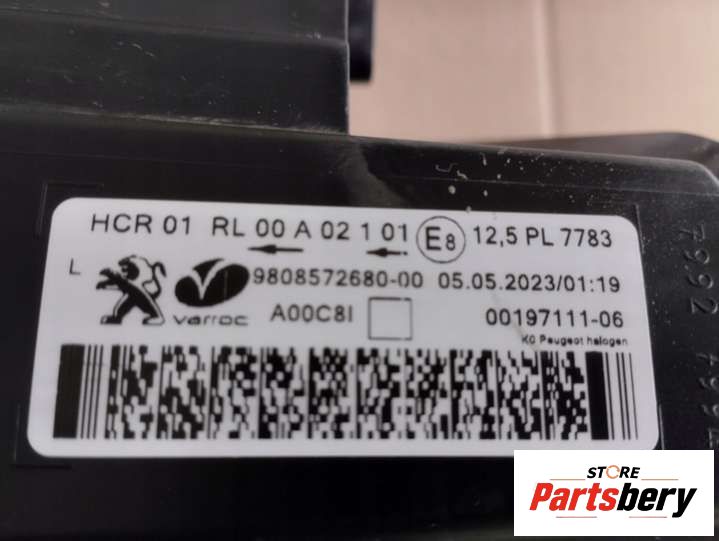 HCR 01 RL 00 A 02 1 01 E8 12,5 PL 7783
L varroc 9808572680-00 05.05.2023/01:19
A00C8I 00197111-06
K0 Peugeot halogen
STORE
Partsbery